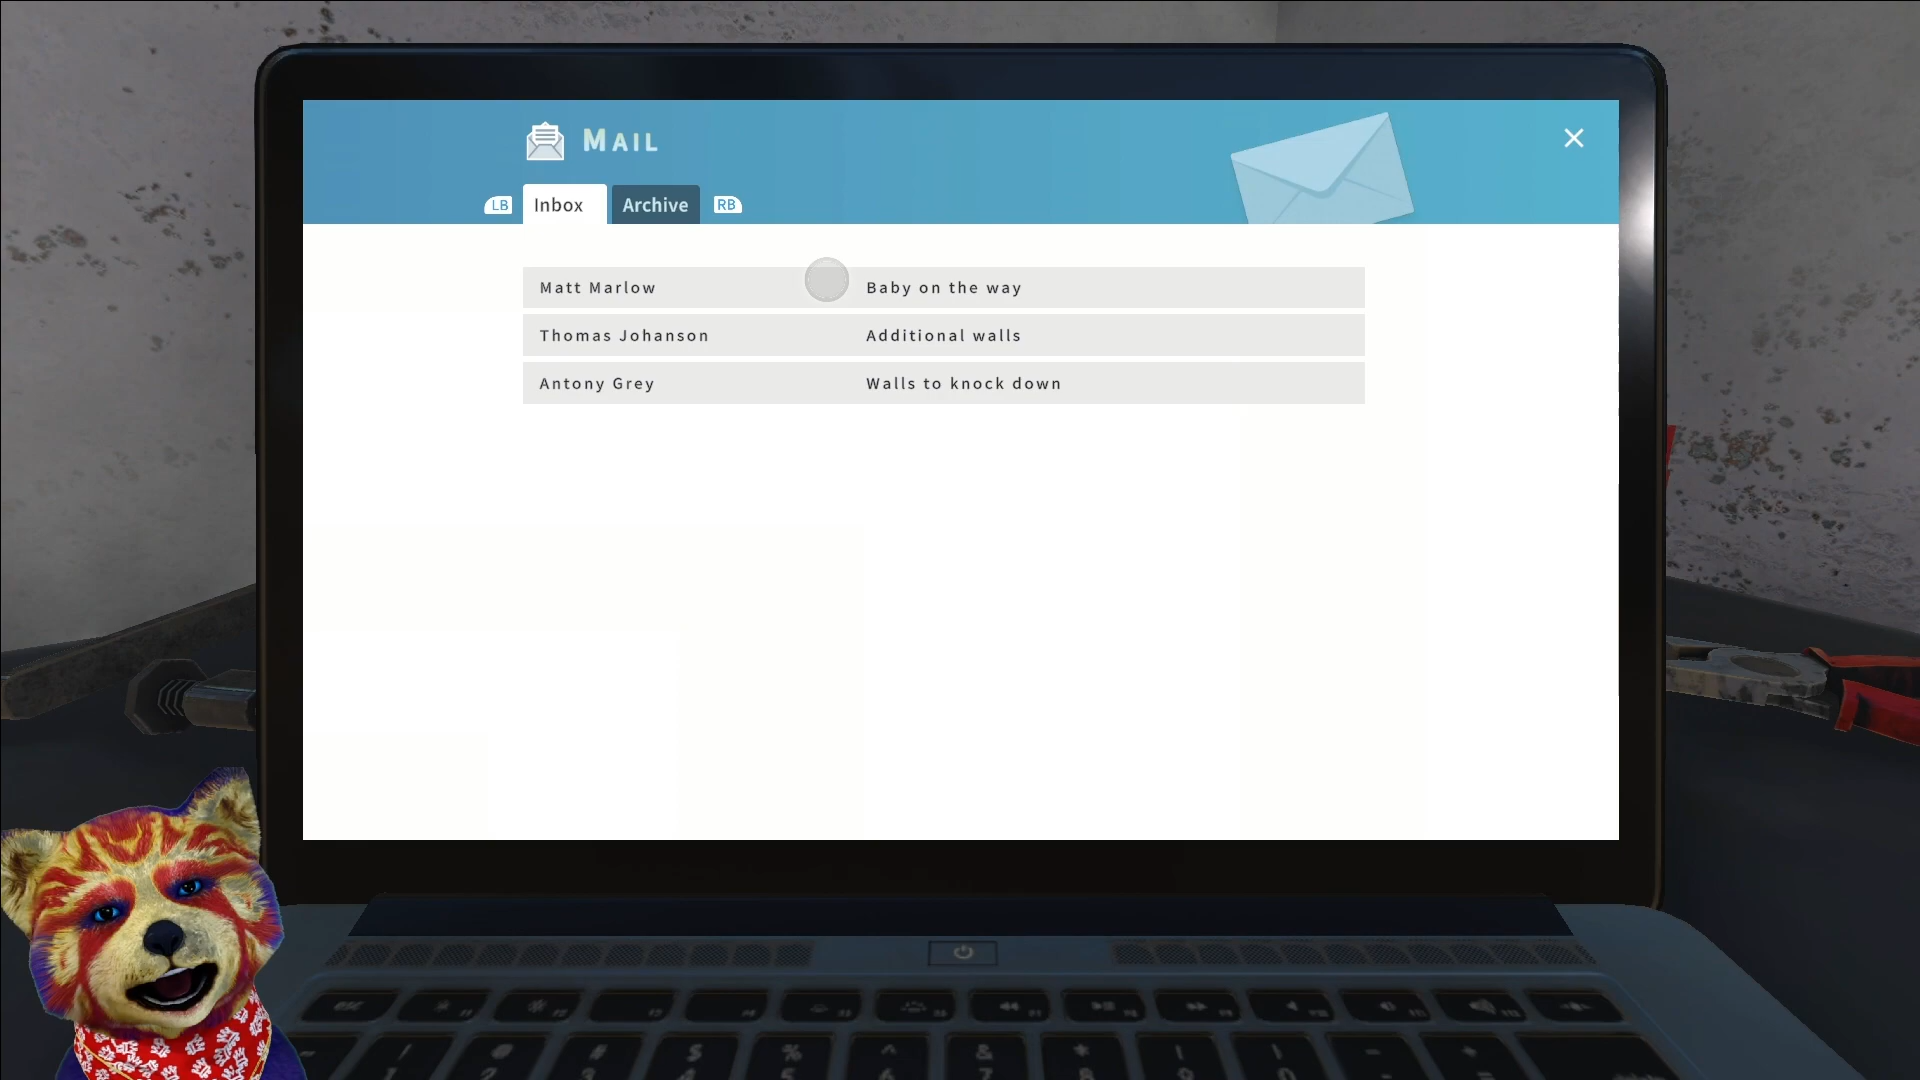 MAIL
LB Inbox Archive RB
Matt Marlow Baby on the way
Thomas Johanson Additional walls
Antony Grey Walls to knock down
esc
! @ # $ % ^ & *